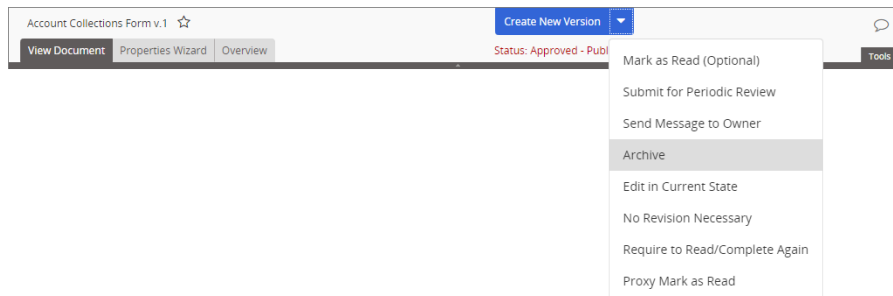 Account Collections Form v.1
Create New Version
View Document Properties Wizard Overview
Status: Approved - Publ
Tools
Mark as Read (Optional)
Submit for Periodic Review
Send Message to Owner
Archive
Edit in Current State
No Revision Necessary
Require to Read/Complete Again
Proxy Mark as Read